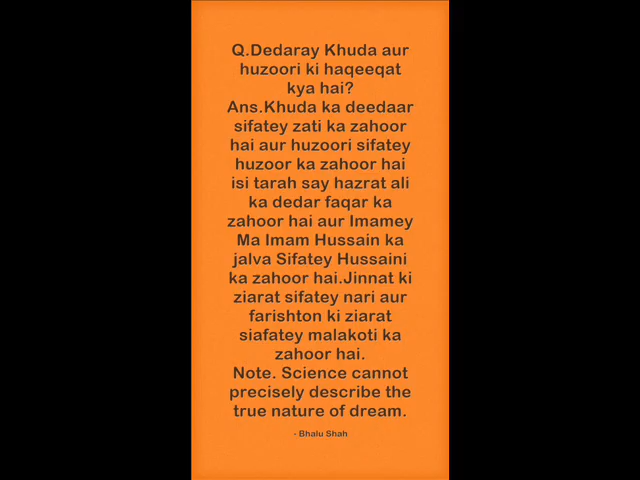 Q.Dedaray Khuda aur
huzoori ki haqeeqat
kya hai?
Ans.Khuda ka deedaar
sifatey zati ka zahoor
hai aur huzoori sifatey
huzoor ka zahoor hai
isi tarah say hazrat ali
ka dedar faqar ka
zahoor hai aur Imamey
Ma Imam Hussain ka
jalva Sifatey Hussaini
ka zahoor hai.Jinnat ki
ziarat sifatey nari aur
farishton ki ziarat
siafatey malakoti ka
zahoor hai.
Note. Science cannot
precisely describe the
true nature of dream.
- Bhalu Shah